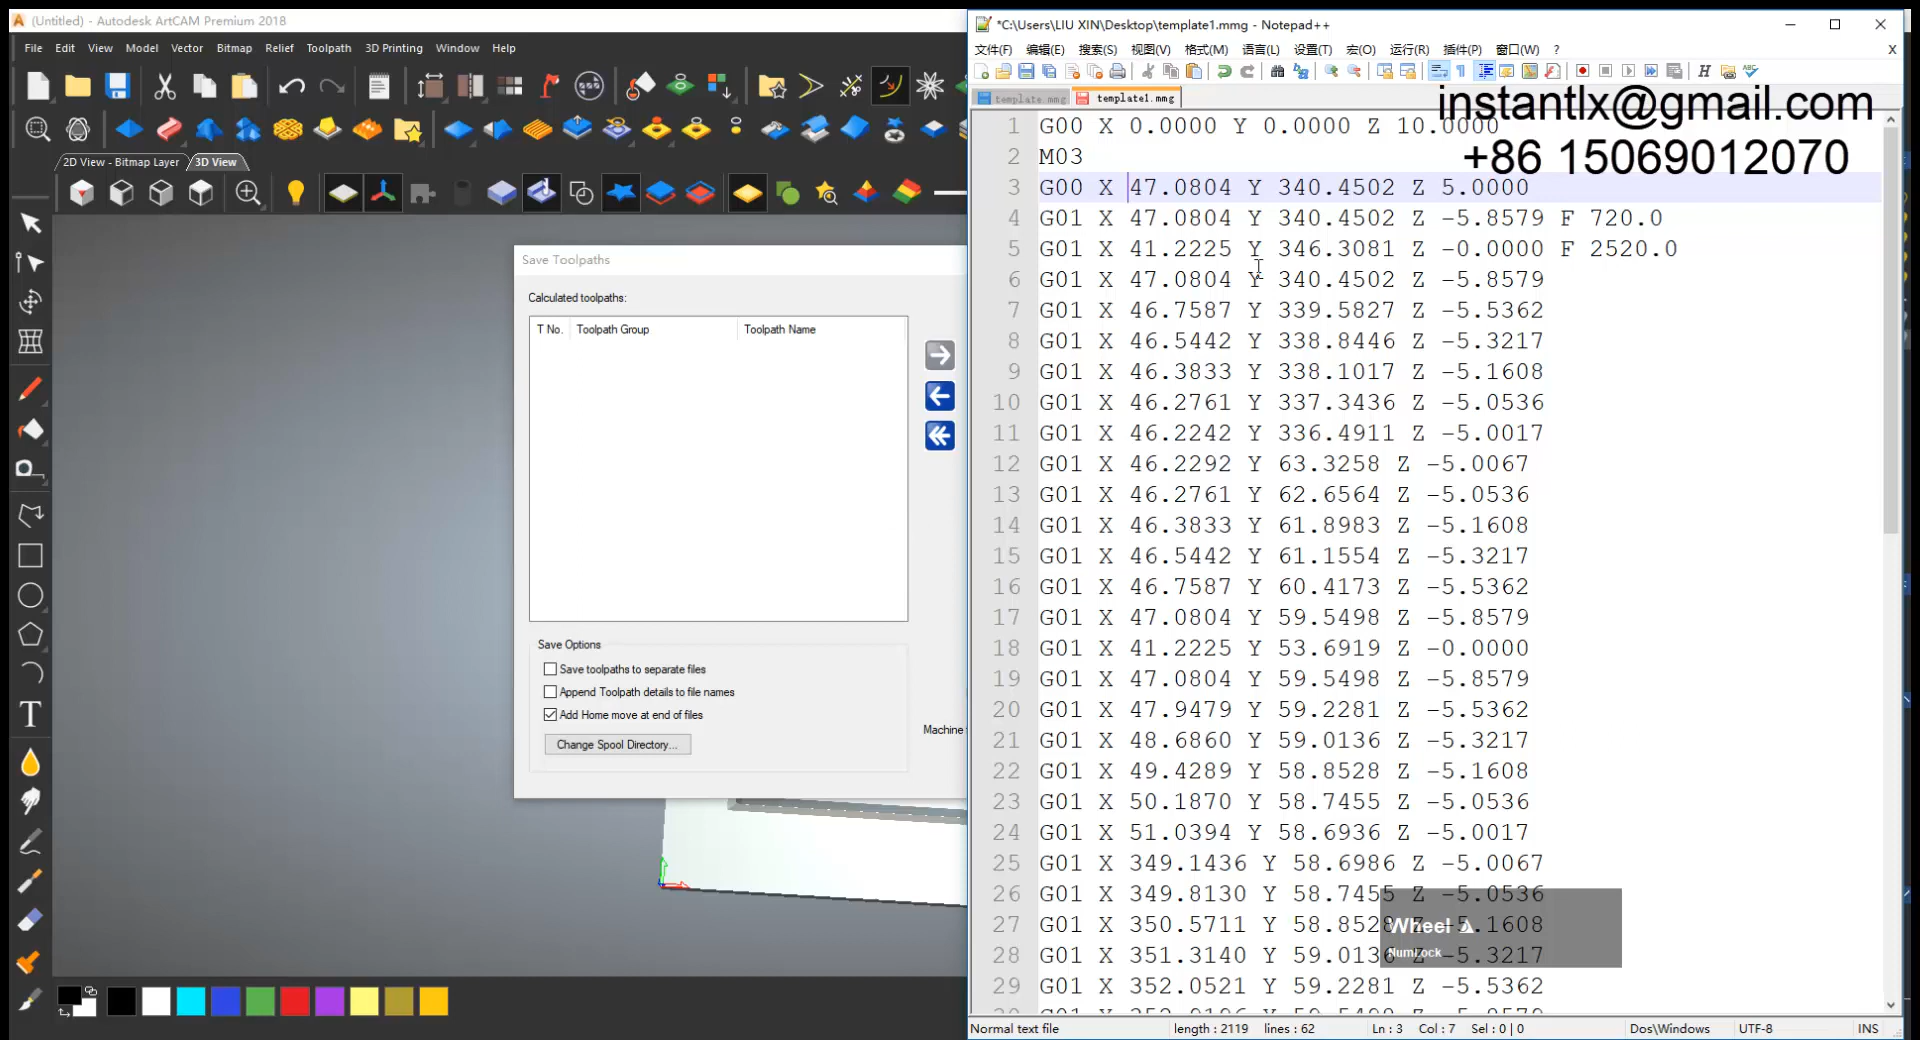 (Untitled) - Autodesk ArtCAM Premium 2018
File Edit View Model Vector Bitmap Relief Toolpath 3D Printing Window Help
2D View - Bitmap Layer 3D View
Save Toolpaths
Calculated toolpaths:
T No. Toolpath Group Toolpath Name
Save Options
Save toolpaths to separate files
Append Toolpath details to file names
Add Home move at end of files
Change Spool Directory...
Machine
*C:\Users\LIU XIN\Desktop\template1.mmg - Notepad++
文件(F) 编辑(E) 搜索(S) 视图(V) 格式(M) 语言(L) 设置(T) 宏(O) 运行(R) 插件(P) 窗口(W) ? X
template.mmg template1.mmg
instantlx@gmail.com
+86 15069012070
1 G00 X 0.0000 Y 0.0000 Z 10.0000
2 M03
3 G00 X 47.0804 Y 340.4502 Z 5.0000
4 G01 X 47.0804 Y 340.4502 Z -5.8579 F 720.0
5 G01 X 41.2225 Y 346.3081 Z -0.0000 F 2520.0
6 G01 X 47.0804 Y 340.4502 Z -5.8579
7 G01 X 46.7587 Y 339.5827 Z -5.5362
8 G01 X 46.5442 Y 338.8446 Z -5.3217
9 G01 X 46.3833 Y 338.1017 Z -5.1608
10 G01 X 46.2761 Y 337.3436 Z -5.0536
11 G01 X 46.2242 Y 336.4911 Z -5.0017
12 G01 X 46.2292 Y 63.3258 Z -5.0067
13 G01 X 46.2761 Y 62.6564 Z -5.0536
14 G01 X 46.3833 Y 61.8983 Z -5.1608
15 G01 X 46.5442 Y 61.1554 Z -5.3217
16 G01 X 46.7587 Y 60.4173 Z -5.5362
17 G01 X 47.0804 Y 59.5498 Z -5.8579
18 G01 X 41.2225 Y 53.6919 Z -0.0000
19 G01 X 47.0804 Y 59.5498 Z -5.8579
20 G01 X 47.9479 Y 59.2281 Z -5.5362
21 G01 X 48.6860 Y 59.0136 Z -5.3217
22 G01 X 49.4289 Y 58.8528 Z -5.1608
23 G01 X 50.1870 Y 58.7455 Z -5.0536
24 G01 X 51.0394 Y 58.6936 Z -5.0017
25 G01 X 349.1436 Y 58.6986 Z -5.0067
26 G01 X 349.8130 Y 58.7455 Z -5.0536
27 G01 X 350.5711 Y 58.8528 Z -5.1608
28 G01 X 351.3140 Y 59.0136 Z -5.3217
29 G01 X 352.0521 Y 59.2281 Z -5.5362
Wheel
NumLock
Normal text file length : 2119 lines : 62 Ln : 3 Col : 7 Sel : 0 | 0 Dos\Windows UTF-8 INS